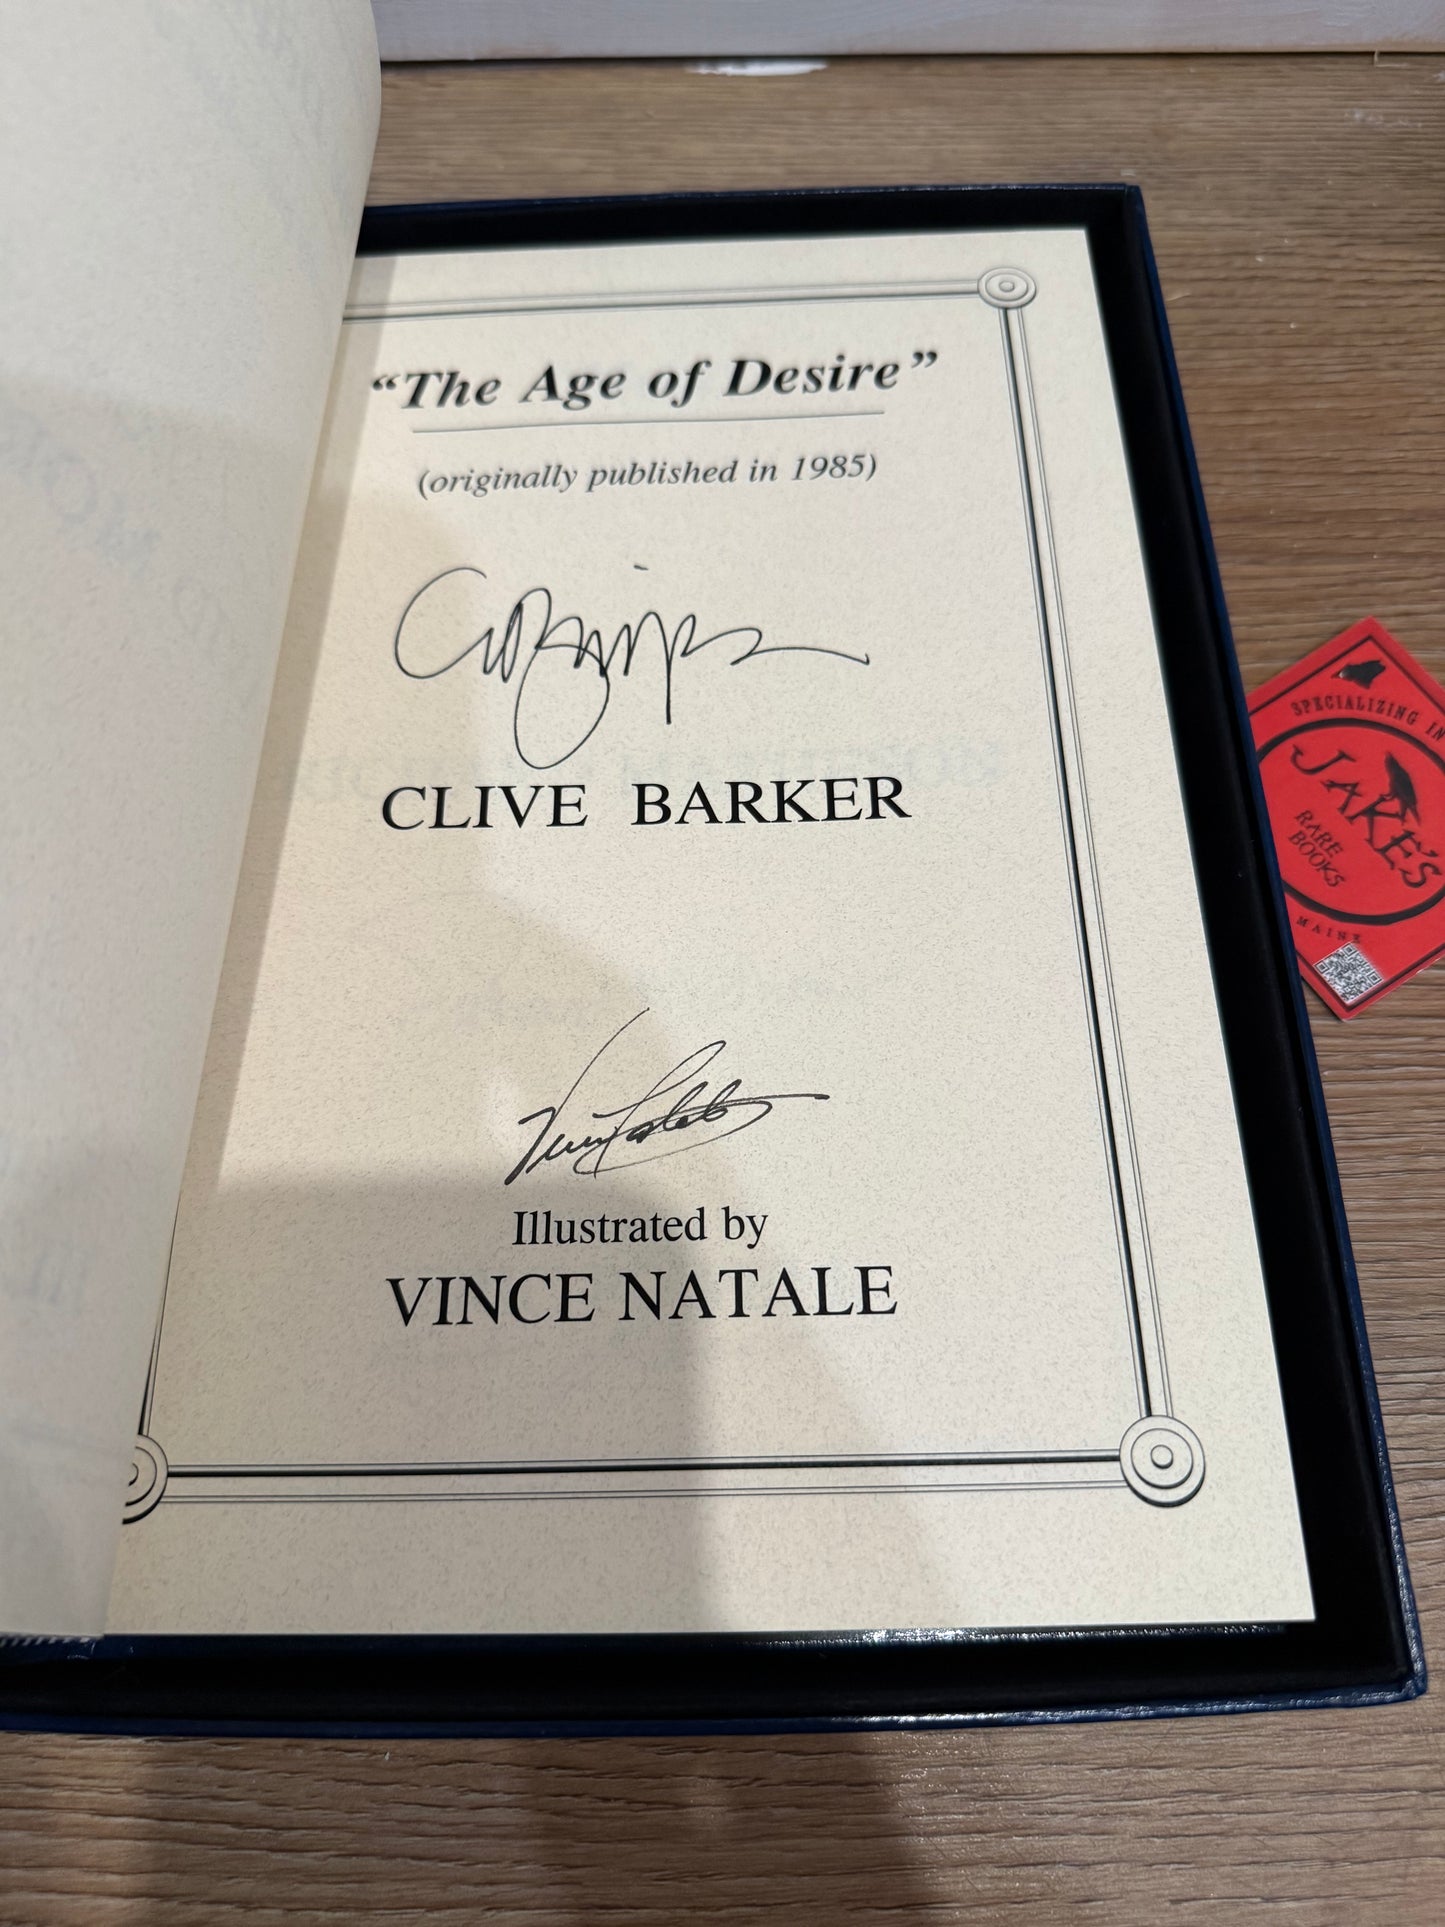 “The Age of Desire”
(originally published in 1985)
CLIVE BARKER
Illustrated by
VINCE NATALE
SPECIALIZING IN
JAKE'S
RARE
BOOKS
MAINE